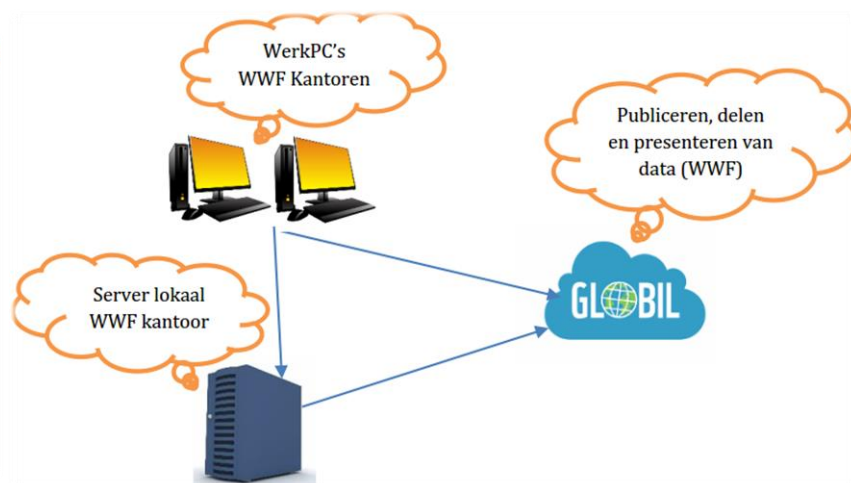 WerkPC's
WWF Kantoren
Publiceren, delen
en presenteren van
data (WWF)
Server lokaal
WWF kantoor
GLOBIL